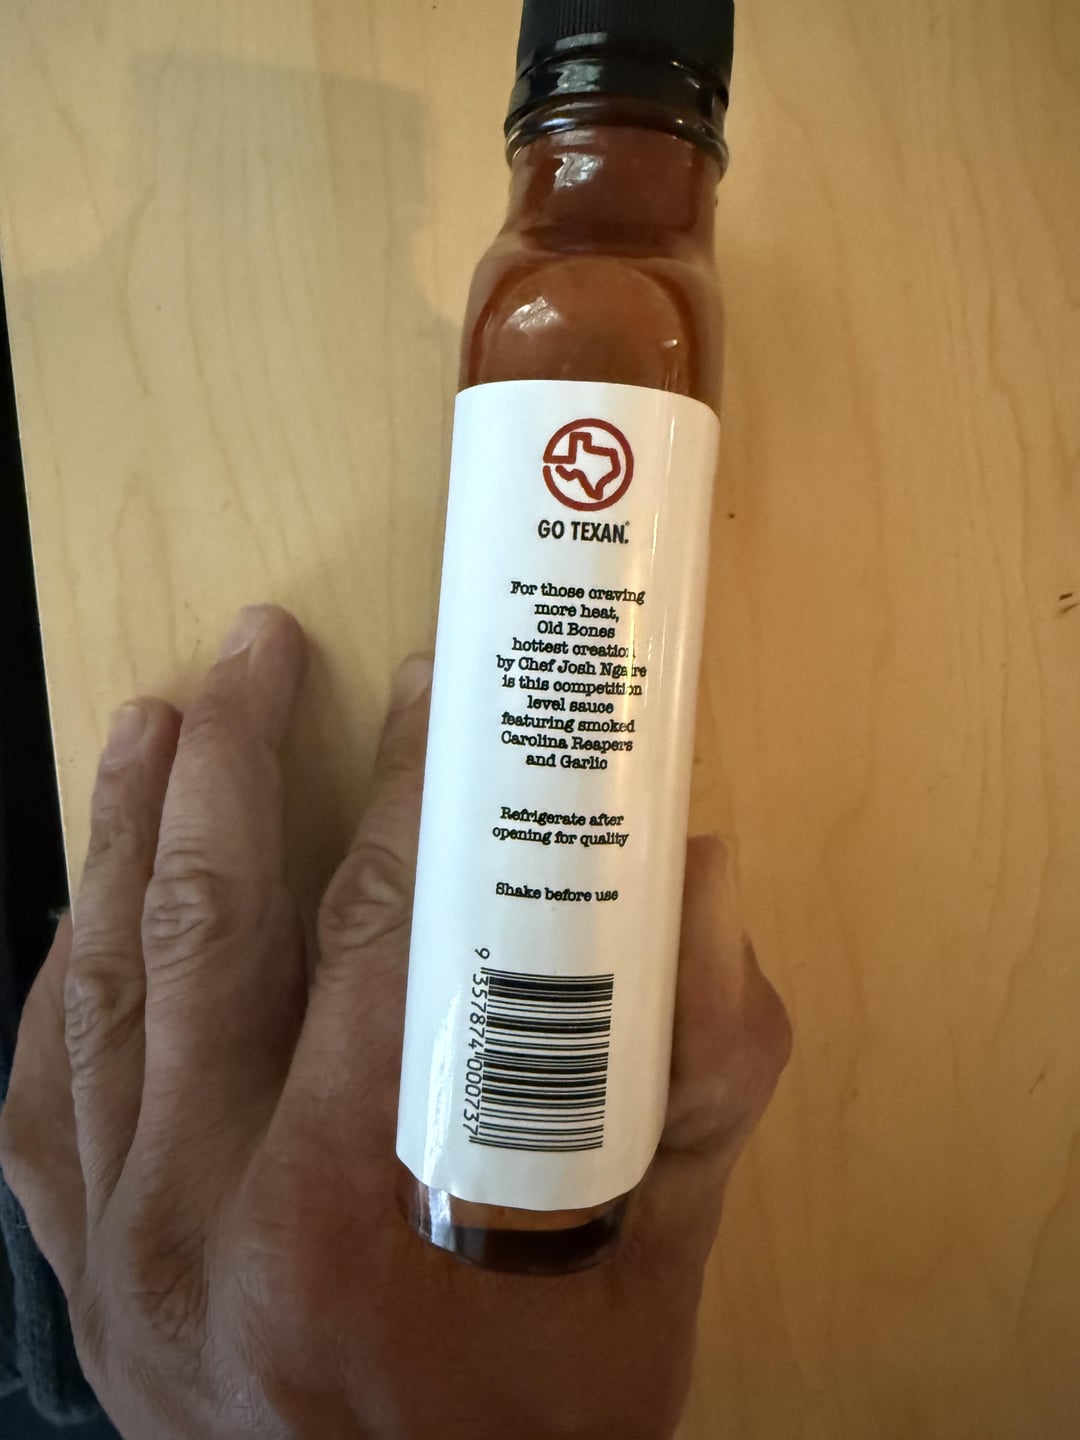 GO TEXAN.®
For those craving
more heat,
Old Bones
hottest creation
by Chef Josh
is this competition
level sauce
featuring smoked
Carolina Reapers
and Garlic
Refrigerate after
opening for quality
Shake before use
9 357874 000737